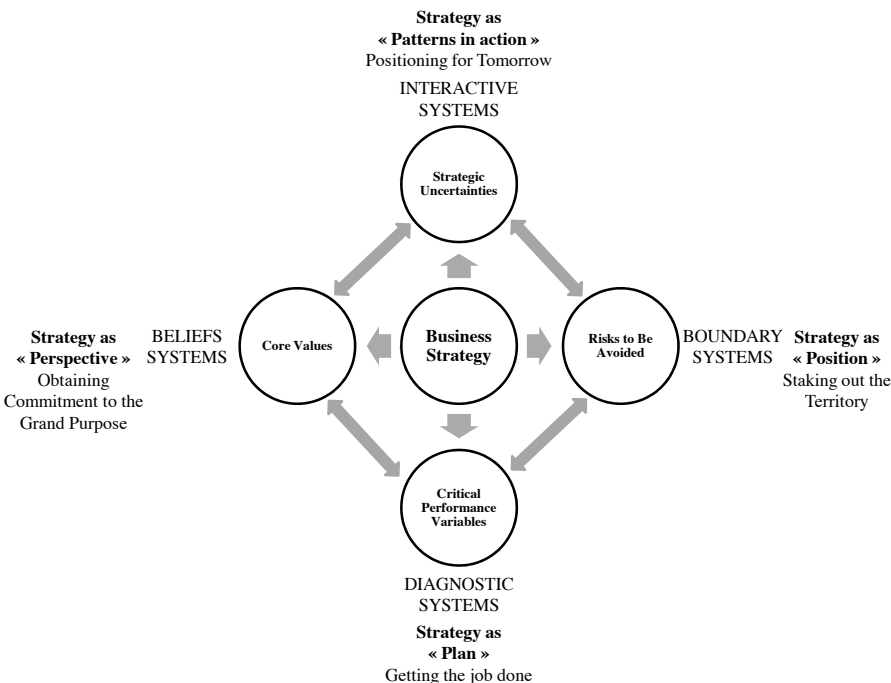 Strategy as
« Patterns in action »
Positioning for Tomorrow
INTERACTIVE
SYSTEMS
Strategic
Uncertainties
Strategy as
« Perspective »
Obtaining
Commitment to the
Grand Purpose
BELIEFS
SYSTEMS
Core Values
Business
Strategy
Risks to Be
Avoided
BOUNDARY
SYSTEMS
Strategy as
« Position »
Staking out the
Territory
Critical
Performance
Variables
DIAGNOSTIC
SYSTEMS
Strategy as
« Plan »
Getting the job done